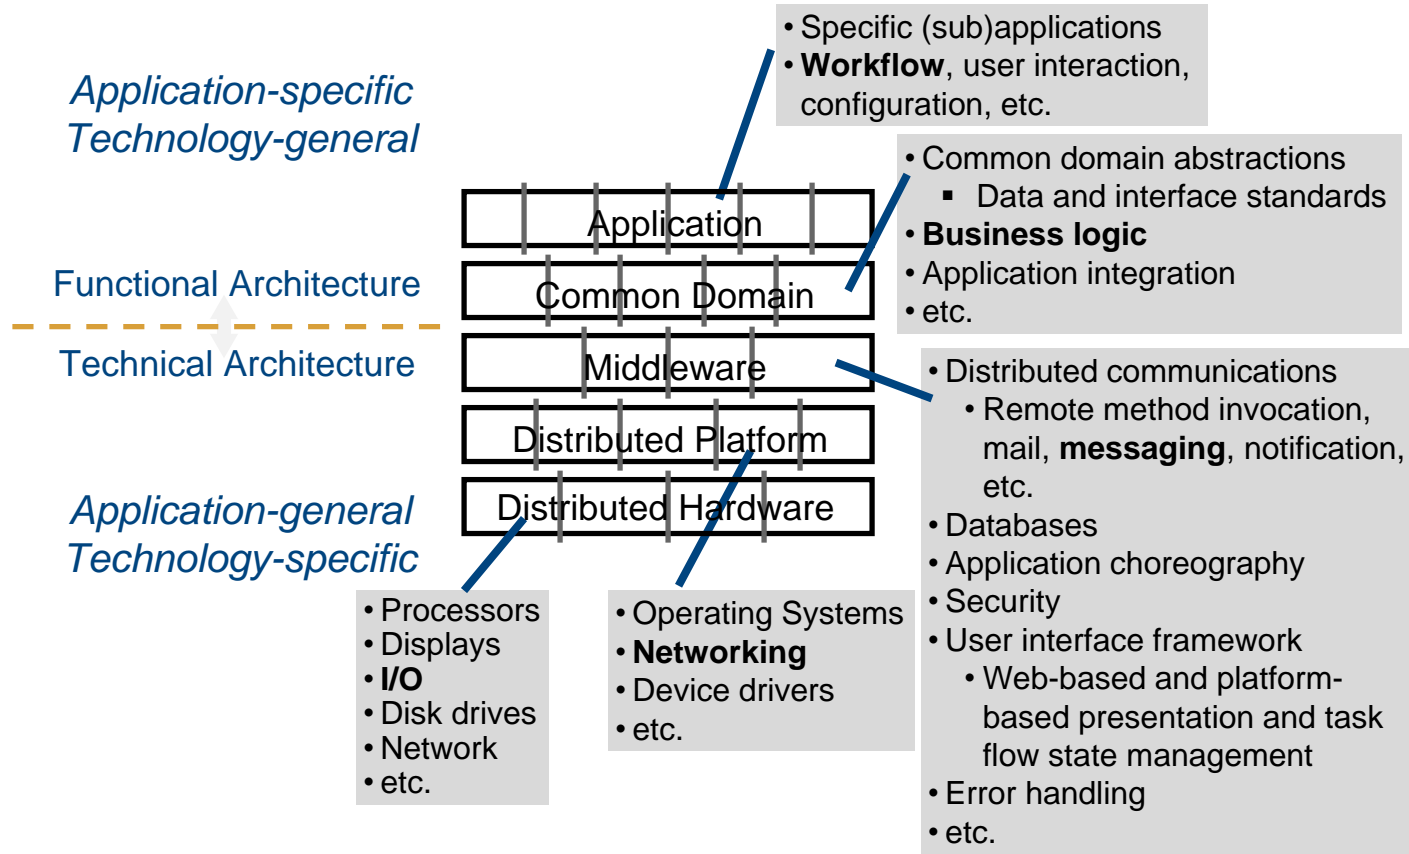 • Specific (sub)applications
• Workflow, user interaction,
configuration, etc.
Application-specific
Technology-general
• Common domain abstractions
▪ Data and interface standards
• Business logic
• Application integration
• etc.
Application
Common Domain
Middleware
Distributed Platform
Distributed Hardware
Functional Architecture
Technical Architecture
• Distributed communications
• Remote method invocation,
mail, messaging, notification,
etc.
• Databases
• Application choreography
• Security
• User interface framework
• Web-based and platform-
based presentation and task
flow state management
• Error handling
• etc.
Application-general
Technology-specific
• Processors
• Displays
• I/O
• Disk drives
• Network
• etc.
• Operating Systems
• Networking
• Device drivers
• etc.